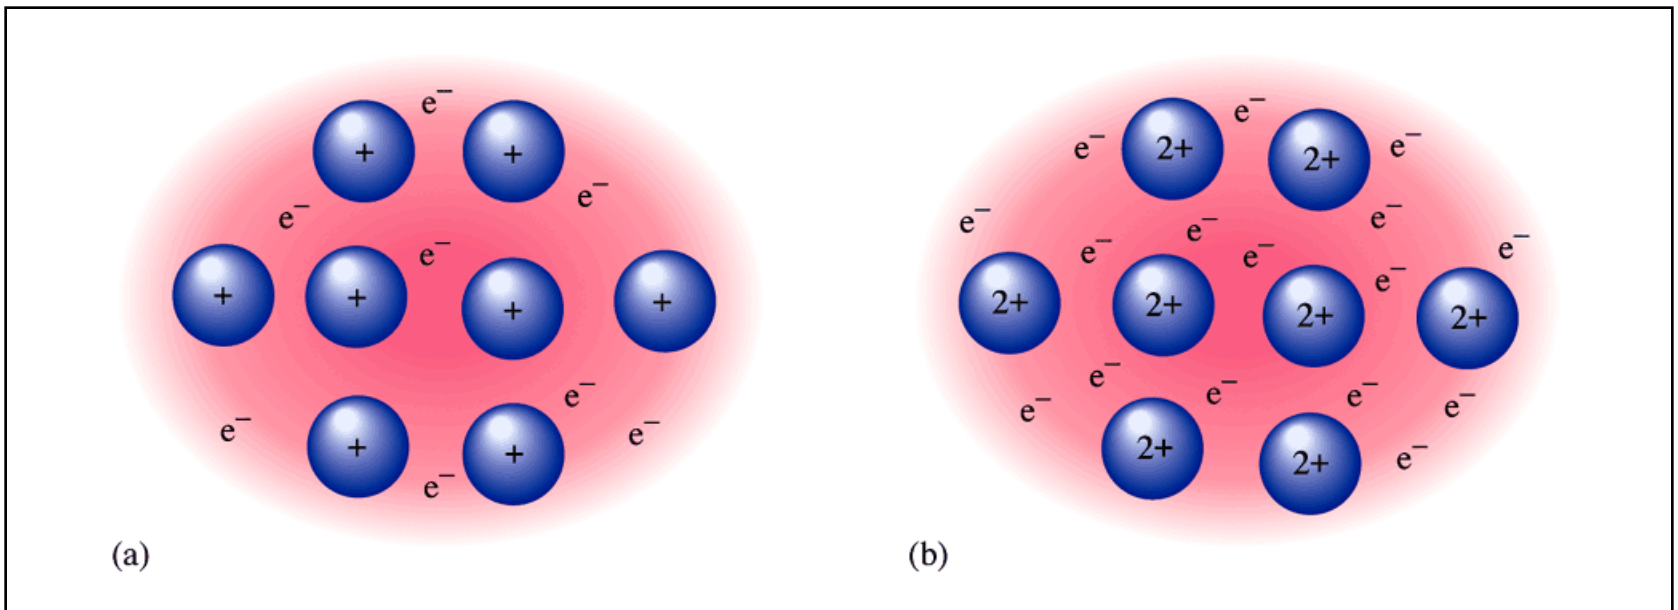 e⁻
+ +
e⁻ e⁻
e⁻
+ + + +
e⁻
e⁻ e⁻
+ +
e⁻
(a)
e⁻
e⁻ 2+ 2+ e⁻
e⁻ e⁻ e⁻
e⁻ e⁻ e⁻
e⁻
2+ 2+ 2+ 2+
e⁻
e⁻ e⁻ e⁻ e⁻
2+ 2+ e⁻
(b)